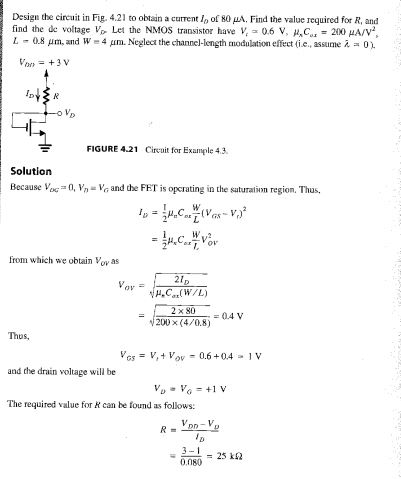 Design the circuit in Fig. 4.21 to obtain a current I_D of 80 μA. Find the value required for R, and
find the dc voltage V_D. Let the NMOS transistor have V_t = 0.6 V, μ_nC_ox = 200 μA/V²,
L = 0.8 μm, and W = 4 μm. Neglect the channel-length modulation effect (i.e., assume λ = 0).
V_DD = +3 V
I_D R
V_D
FIGURE 4.21 Circuit for Example 4.3.
Solution
Because V_DG = 0, V_D = V_G and the FET is operating in the saturation region. Thus,
I_D = 1/2 μ_nC_ox W/L (V_GS − V_t)²
= 1/2 μ_nC_ox W/L V²_OV
from which we obtain V_OV as
V_OV = √(2I_D / μ_nC_ox(W/L))
= √(2 × 80 / 200 × (4/0.8)) = 0.4 V
Thus,
V_GS = V_t + V_OV = 0.6 + 0.4 = 1 V
and the drain voltage will be
V_D = V_G = +1 V
The required value for R can be found as follows:
R = V_DD − V_D / I_D
= 3 − 1 / 0.080 = 25 kΩ